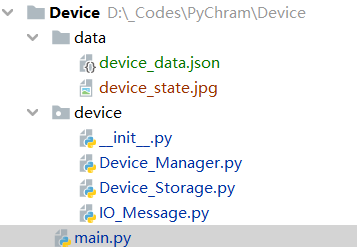 Device D:\_Codes\PyChram\Device
data
device_data.json
device_state.jpg
device
__init__.py
Device_Manager.py
Device_Storage.py
IO_Message.py
main.py